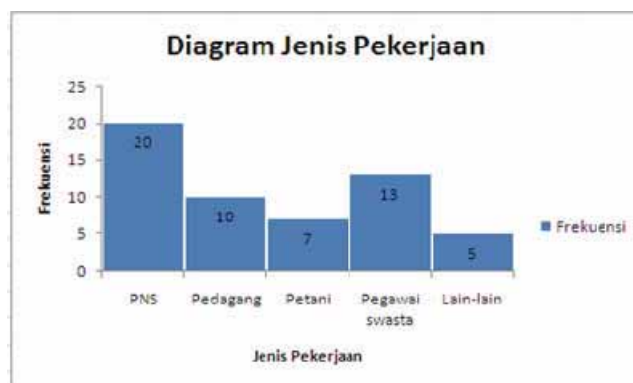 Diagram Jenis Pekerjaan
Frekuensi
25
20
15
10
5
0
20
10
7
13
5
PNS
Pedagang
Petani
Pegawai
swasta
Lain-lain
Jenis Pekerjaan
Frekuensi